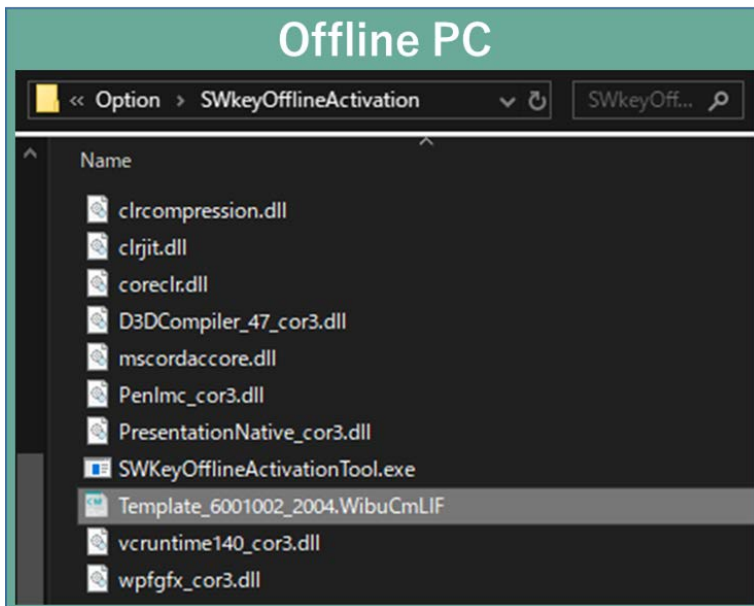 Offline PC
« Option > SWkeyOfflineActivation
SWkeyOff...
Name
clrcompression.dll
clrjit.dll
coreclr.dll
D3DCompiler_47_cor3.dll
mscordaccore.dll
PenImc_cor3.dll
PresentationNative_cor3.dll
SWKeyOfflineActivationTool.exe
Template_6001002_2004.WibuCmLIF
vcruntime140_cor3.dll
wpfgfx_cor3.dll